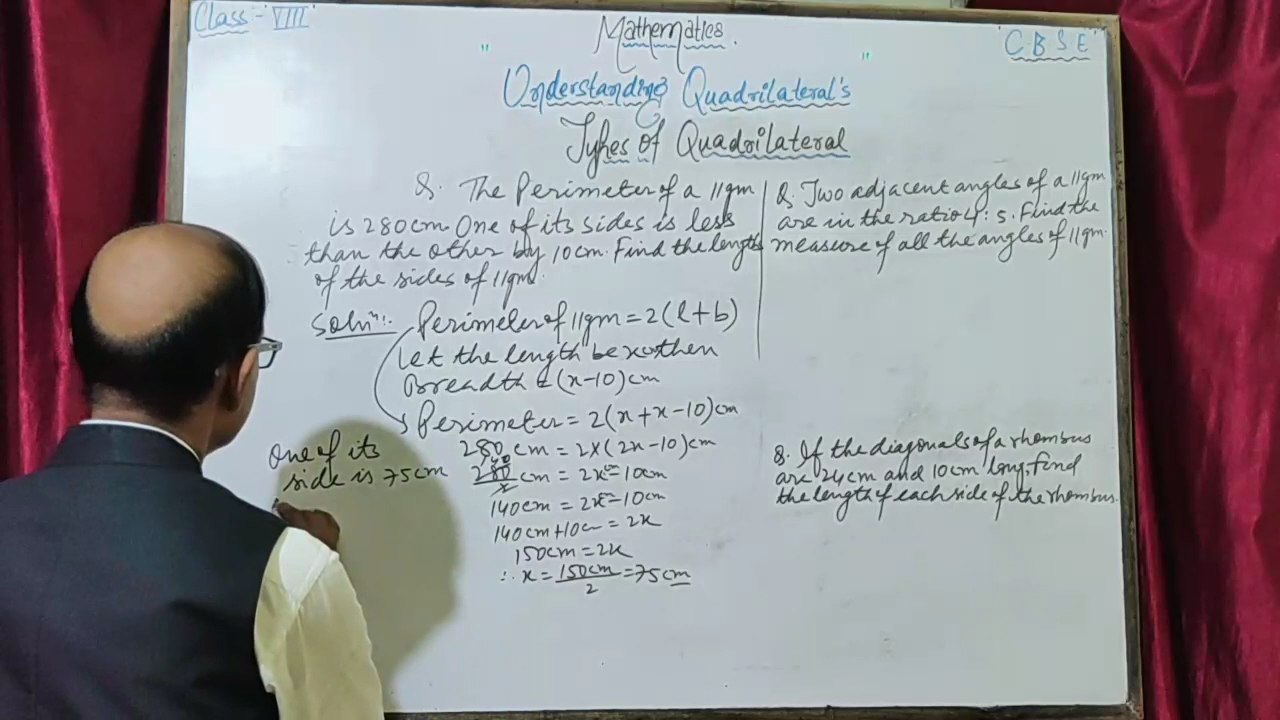 Class - 'VIII'
Mathematics.
"C B S E"
" "
Understanding Quadrilateral's
Types of Quadrilateral
Q. The Perimeter of a ||gm
is 280cm. One of its sides is less
than the other by 10cm. Find the length
of the sides of ||gm.
Soln:-
Perimeter of ||gm = 2(l+b)
Let the length be x then
Breadth = (x-10)cm
Perimeter = 2(x+x-10)cm
280cm = 2×(2x-10)cm
140
280/2 cm = 2x-10cm
140cm = 2x-10cm
140cm+10cm = 2x
150cm = 2x
∴ x = 150cm/2 = 75cm
One of its
side is 75cm
Q. Two adjacent angles of a ||gm
are in the ratio 4:5. Find the
measure of all the angles of ||gm.
Q. If the diagonals of a rhombus
are 24cm and 10cm long, find
the length of each side of the rhombus.